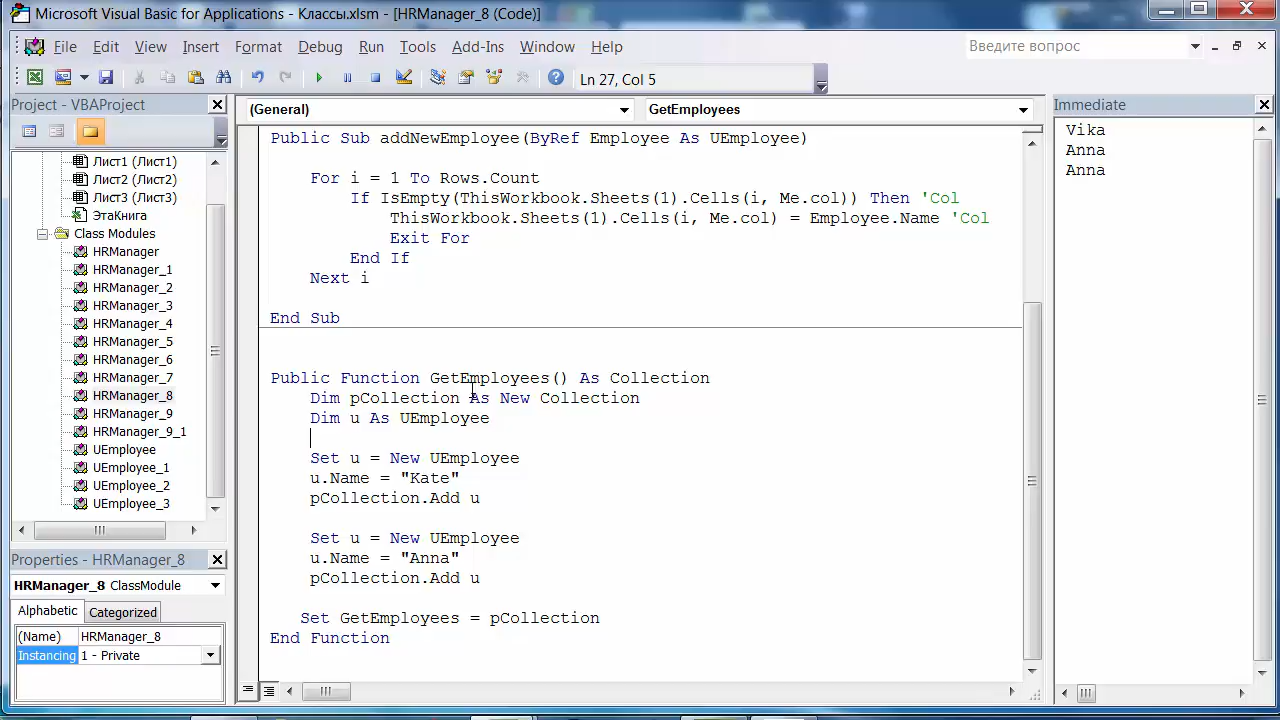 Microsoft Visual Basic for Applications - Классы.xlsm - [HRManager_8 (Code)]
File Edit View Insert Format Debug Run Tools Add-Ins Window Help
Введите вопрос
Ln 27, Col 5
Project - VBAProject
Лист1 (Лист1)
Лист2 (Лист2)
Лист3 (Лист3)
ЭтаКнига
Class Modules
HRManager
HRManager_1
HRManager_2
HRManager_3
HRManager_4
HRManager_5
HRManager_6
HRManager_7
HRManager_8
HRManager_9
HRManager_9_1
UEmployee
UEmployee_1
UEmployee_2
UEmployee_3
Properties - HRManager_8
HRManager_8 ClassModule
Alphabetic Categorized
(Name) HRManager_8
Instancing 1 - Private
(General) GetEmployees
Public Sub addNewEmployee(ByRef Employee As UEmployee)
For i = 1 To Rows.Count
If IsEmpty(ThisWorkbook.Sheets(1).Cells(i, Me.col)) Then 'Col
ThisWorkbook.Sheets(1).Cells(i, Me.col) = Employee.Name 'Col
Exit For
End If
Next i
End Sub
Public Function GetEmployees() As Collection
Dim pCollection As New Collection
Dim u As UEmployee
Set u = New UEmployee
u.Name = "Kate"
pCollection.Add u
Set u = New UEmployee
u.Name = "Anna"
pCollection.Add u
Set GetEmployees = pCollection
End Function
Immediate
Vika
Anna
Anna